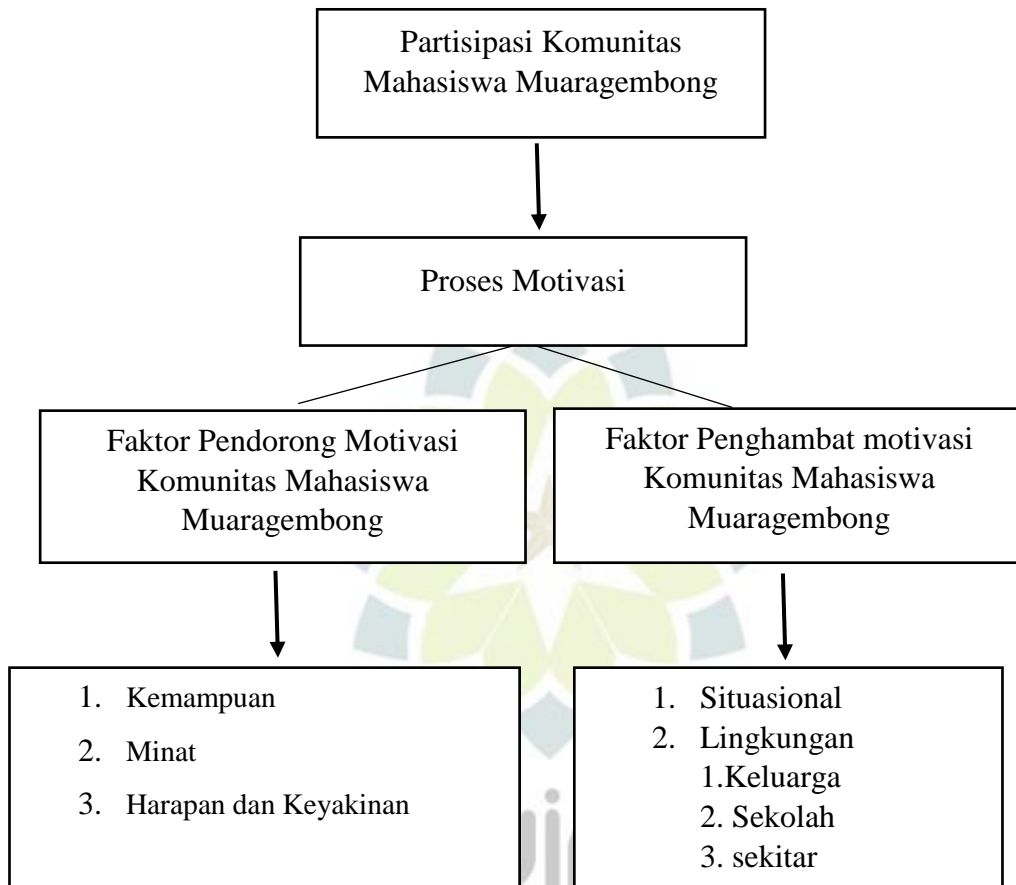 Partisipasi Komunitas
Mahasiswa Muaragembong
Proses Motivasi
Faktor Pendorong Motivasi
Komunitas Mahasiswa
Muaragembong
Faktor Penghambat motivasi
Komunitas Mahasiswa
Muaragembong
1. Kemampuan
2. Minat
3. Harapan dan Keyakinan
1. Situasional
2. Lingkungan
1.Keluarga
2. Sekolah
3. sekitar